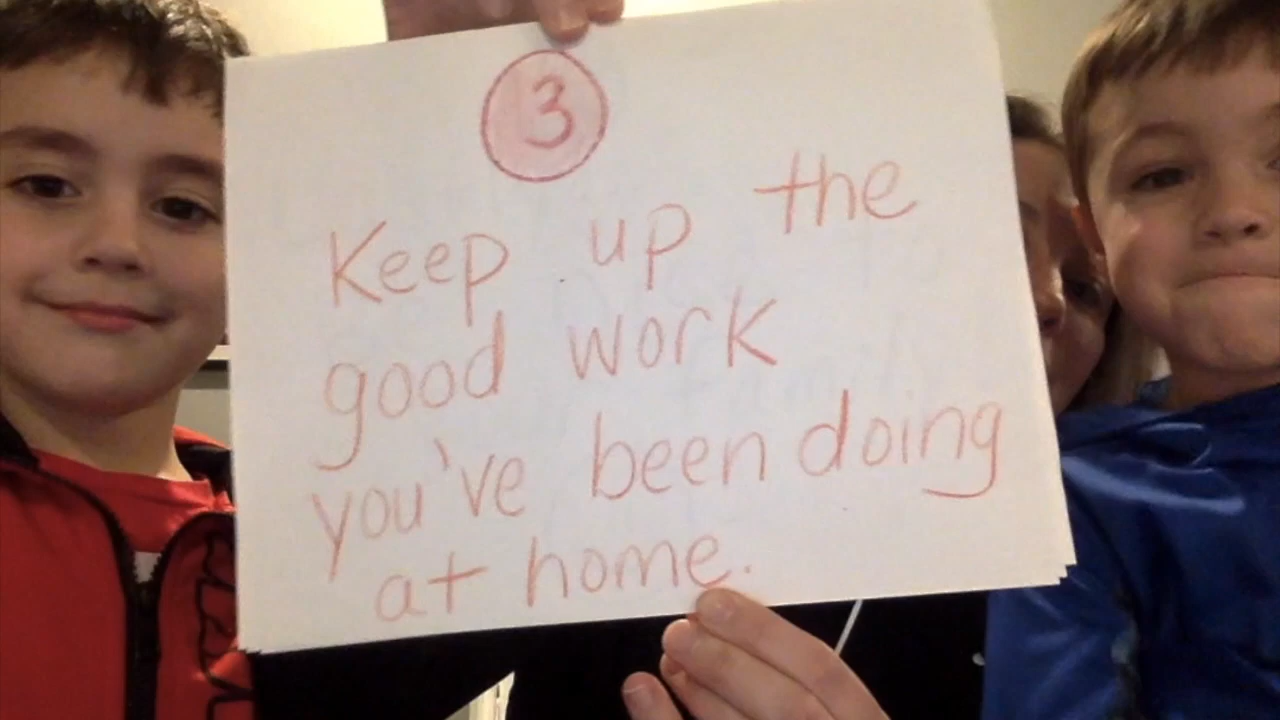 3
Keep up the
good work
you've been doing
at home.